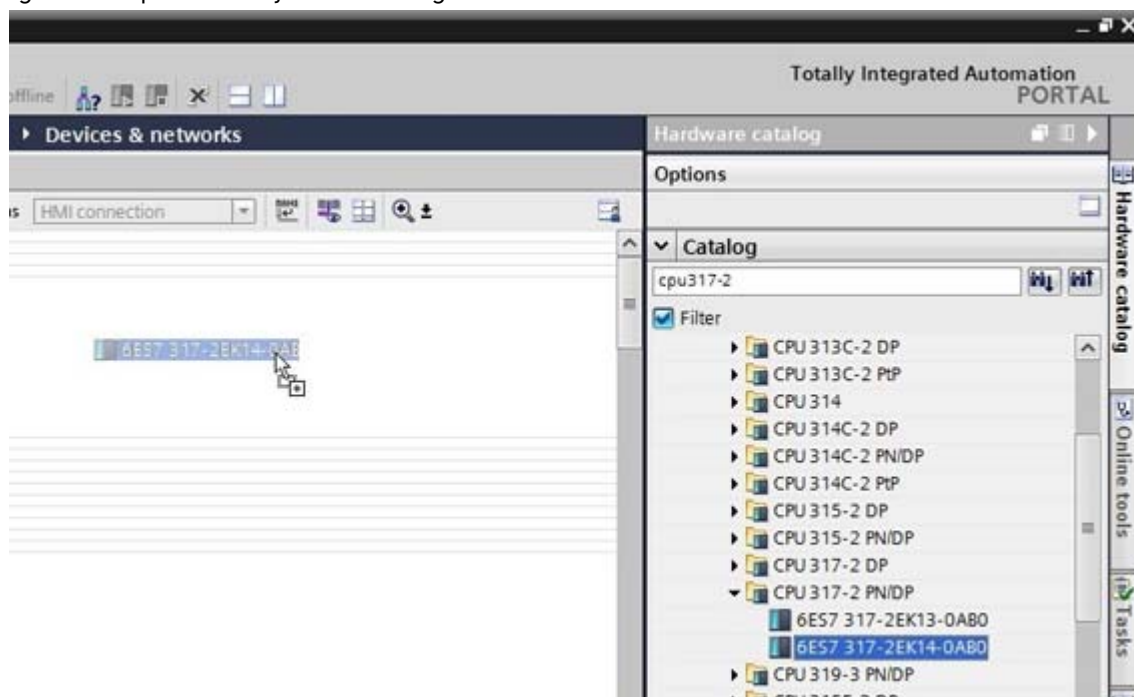 Totally Integrated Automation
PORTAL
Devices & networks
HMI connection
6ES7 317-2EK14-0AB
Hardware catalog
Options
Catalog
cpu317-2
Filter
CPU 313C-2 DP
CPU 313C-2 PtP
CPU 314
CPU 314C-2 DP
CPU 314C-2 PN/DP
CPU 314C-2 PtP
CPU 315-2 DP
CPU 315-2 PN/DP
CPU 317-2 DP
CPU 317-2 PN/DP
6ES7 317-2EK13-0AB0
6ES7 317-2EK14-0AB0
CPU 319-3 PN/DP
Hardware catalog
Online tools
Tasks